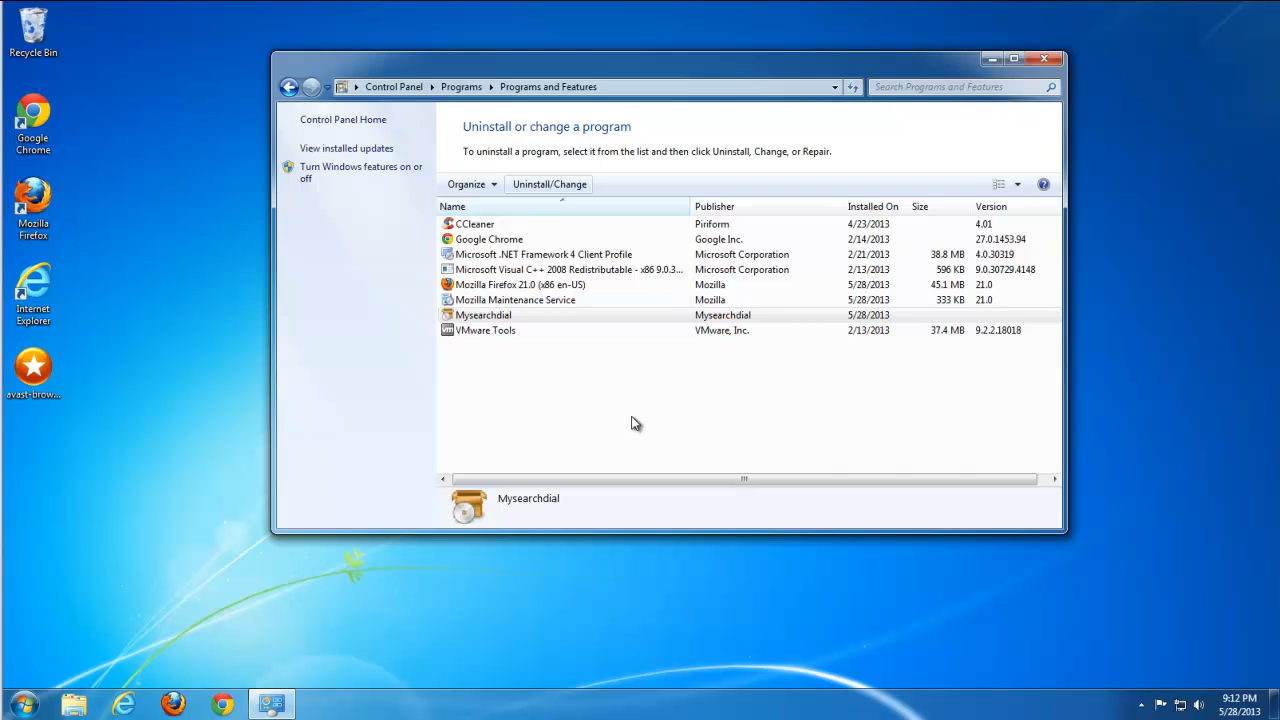 Recycle Bin
Google
Chrome
Mozilla
Firefox
Internet
Explorer
avast-brow...
Control Panel Programs Programs and Features
Search Programs and Features
Control Panel Home
View installed updates
Turn Windows features on or
off
Uninstall or change a program
To uninstall a program, select it from the list and then click Uninstall, Change, or Repair.
Organize Uninstall/Change
Name Publisher Installed On Size Version
CCleaner Piriform 4/23/2013 4.01
Google Chrome Google Inc. 2/14/2013 27.0.1453.94
Microsoft .NET Framework 4 Client Profile Microsoft Corporation 2/21/2013 38.8 MB 4.0.30319
Microsoft Visual C++ 2008 Redistributable - x86 9.0.3... Microsoft Corporation 2/13/2013 596 KB 9.0.30729.4148
Mozilla Firefox 21.0 (x86 en-US) Mozilla 5/28/2013 45.1 MB 21.0
Mozilla Maintenance Service Mozilla 5/28/2013 333 KB 21.0
Mysearchdial Mysearchdial 5/28/2013
VMware Tools VMware, Inc. 2/13/2013 37.4 MB 9.2.2.18018
Mysearchdial
9:12 PM
5/28/2013